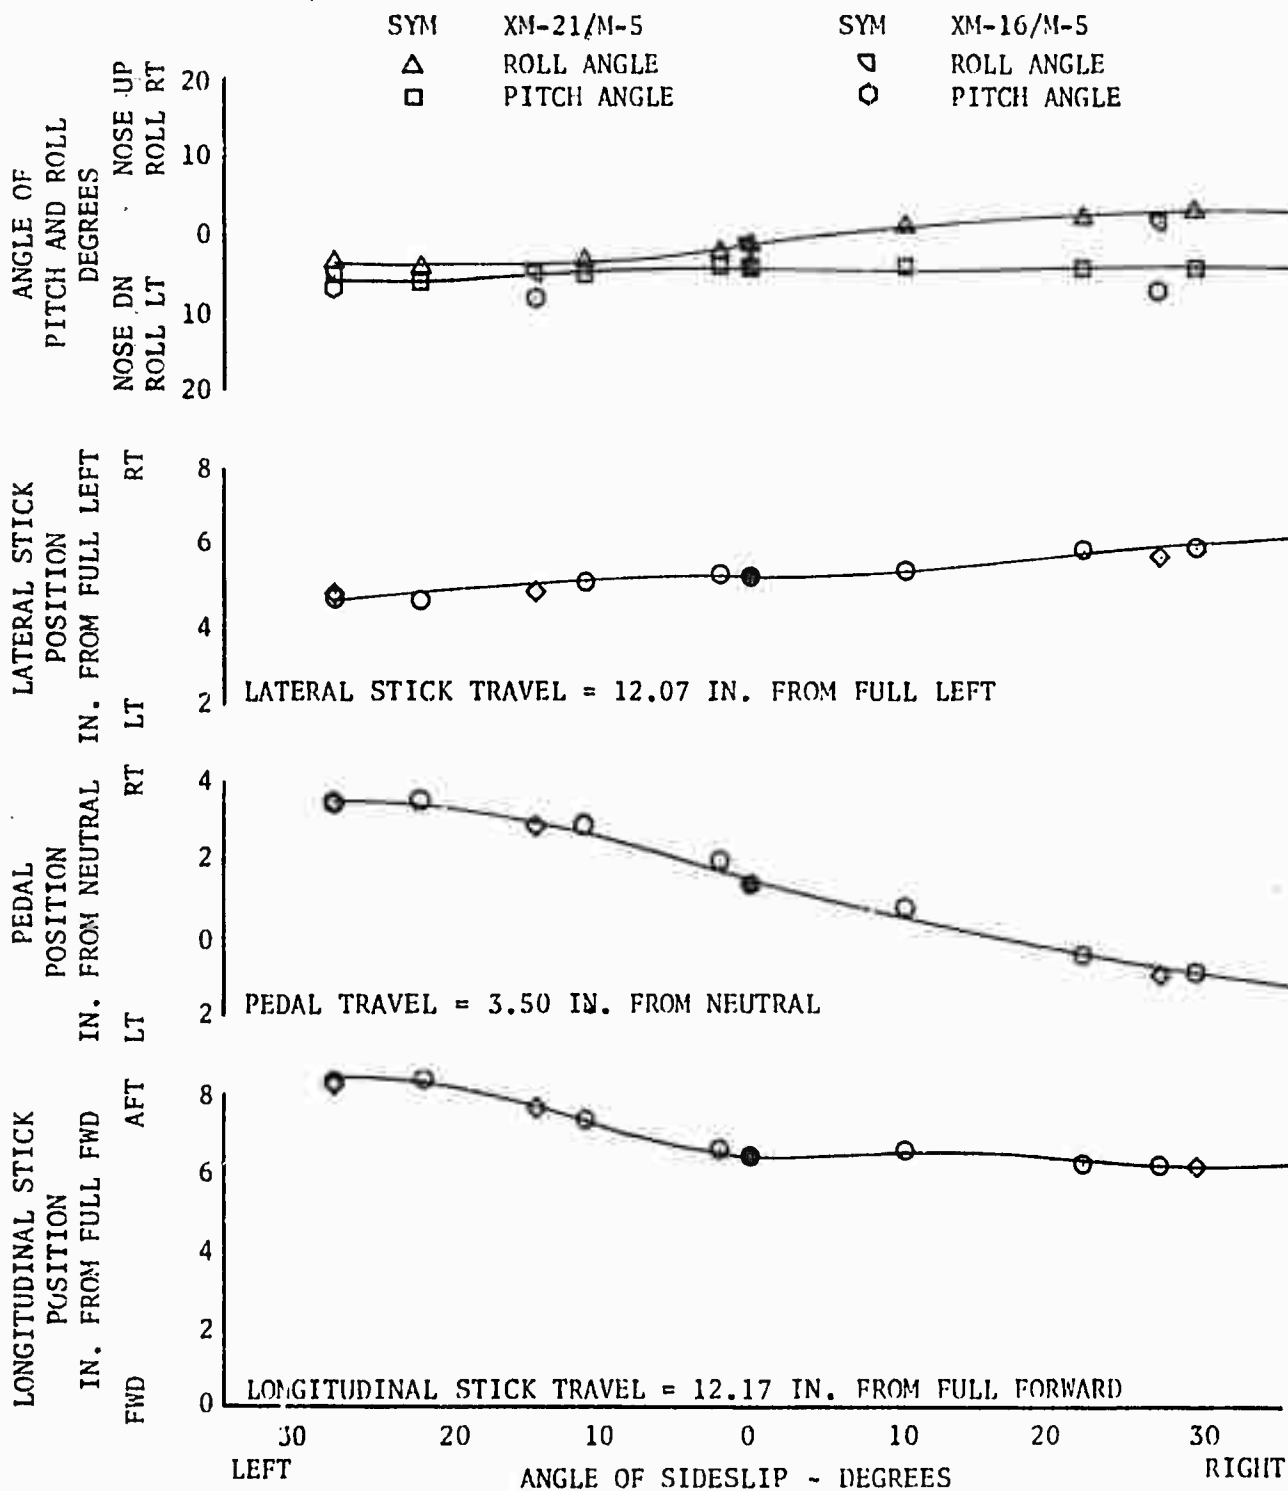 SYM XM-21/M-5 SYM XM-16/M-5
ROLL ANGLE ROLL ANGLE
PITCH ANGLE PITCH ANGLE
ANGLE OF
PITCH AND ROLL
DEGREES
NOSE DN NOSE UP
ROLL LT ROLL RT
20
10
0
10
20
LATERAL STICK
POSITION
IN. FROM FULL LEFT
LT RT
8
6
4
2
LATERAL STICK TRAVEL = 12.07 IN. FROM FULL LEFT
PEDAL
POSITION
IN. FROM NEUTRAL
LT RT
4
2
0
2
PEDAL TRAVEL = 3.50 IN. FROM NEUTRAL
LONGITUDINAL STICK
POSITION
IN. FROM FULL FWD
FWD AFT
8
6
4
2
0
LONGITUDINAL STICK TRAVEL = 12.17 IN. FROM FULL FORWARD
30 20 10 0 10 20 30
LEFT ANGLE OF SIDESLIP - DEGREES RIGHT